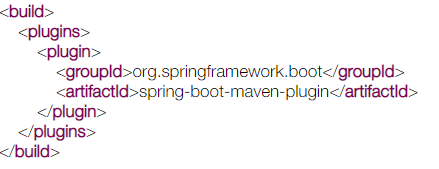 <build>
<plugins>
<plugin>
<groupId>org.springframework.boot</groupId>
<artifactId>spring-boot-maven-plugin</artifactId>
</plugin>
</plugins>
</build>